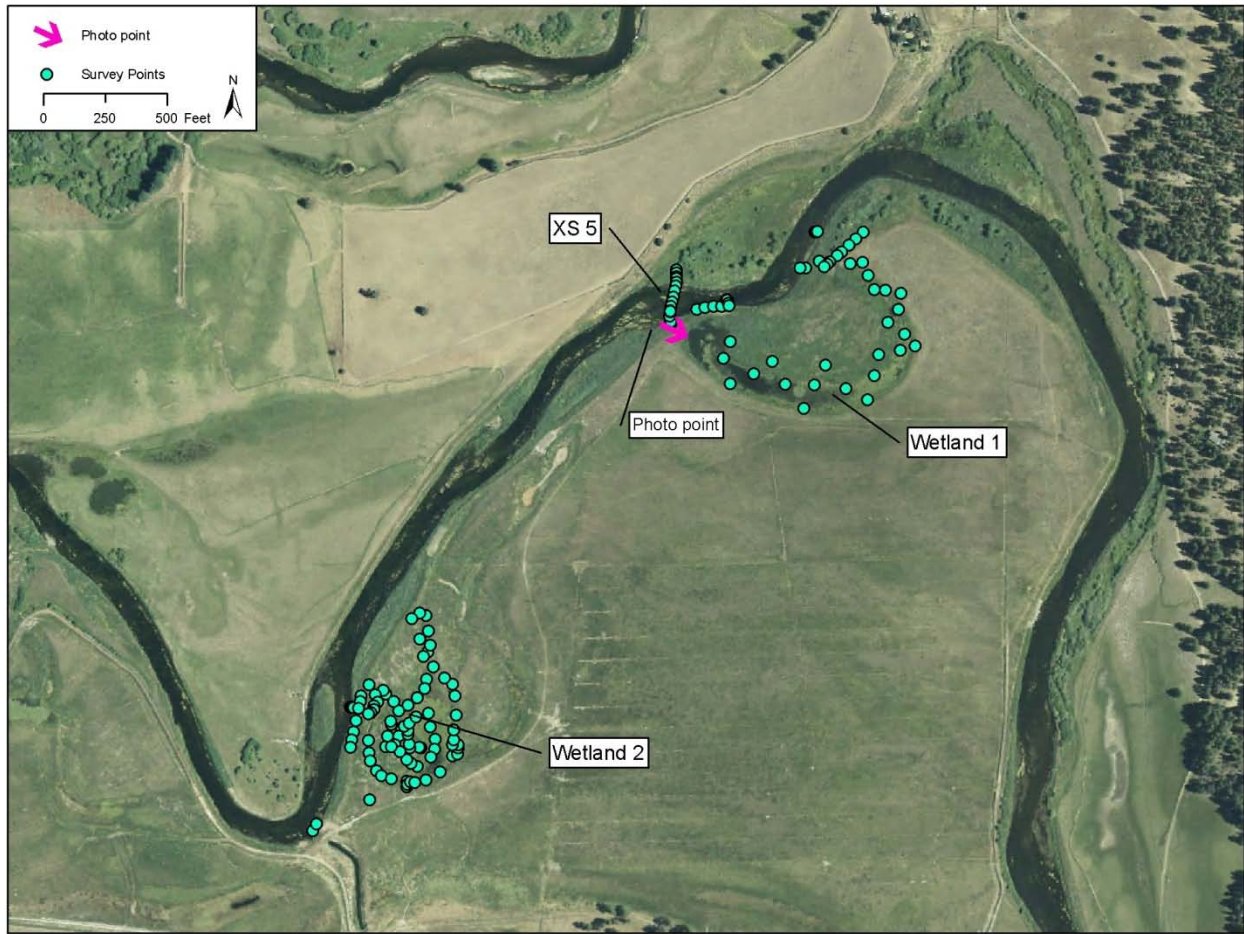 Photo point
Survey Points
N
0 250 500 Feet
XS 5
Photo point
Wetland 1
Wetland 2